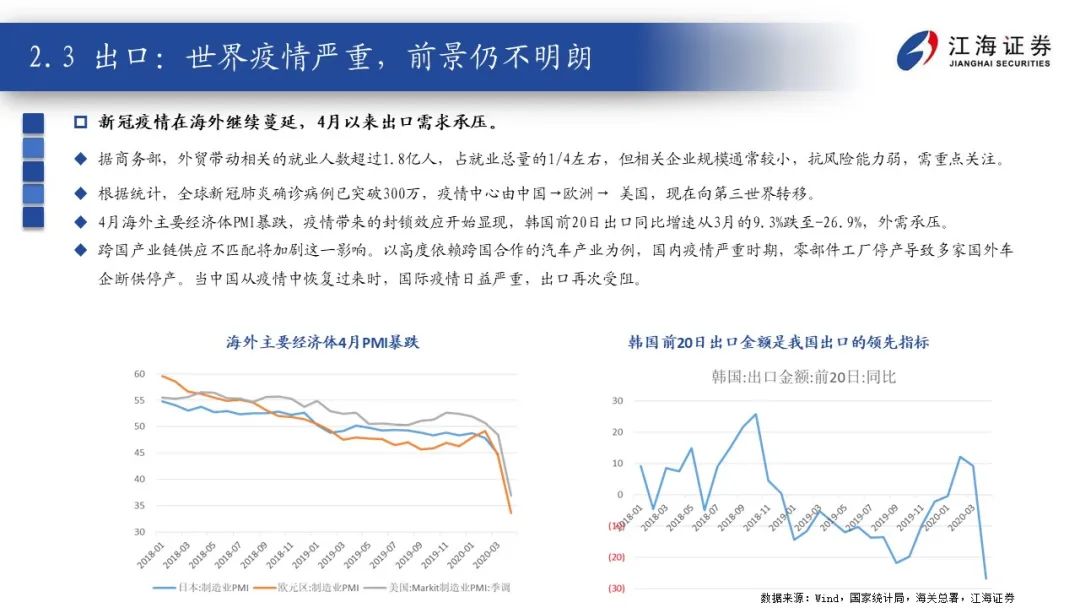 2.3 出口：世界疫情严重，前景仍不明朗
江海证券
JIANGHAI SECURITIES
新冠疫情在海外继续蔓延，4月以来出口需求承压。
据商务部，外贸带动相关的就业人数超过1.8亿人，占就业总量的1/4左右，但相关企业规模通常较小，抗风险能力弱，需重点关注。
根据统计，全球新冠肺炎确诊病例已突破300万，疫情中心由中国→欧洲→ 美国，现在向第三世界转移。
4月海外主要经济体PMI暴跌，疫情带来的封锁效应开始显现，韩国前20日出口同比增速从3月的9.3%跌至-26.9%，外需承压。
跨国产业链供应不匹配将加剧这一影响。以高度依赖跨国合作的汽车产业为例，国内疫情严重时期，零部件工厂停产导致多家国外车
企断供停产。当中国从疫情中恢复过来时，国际疫情日益严重，出口再次受阻。
海外主要经济体4月PMI暴跌
60
55
50
45
40
35
30
2018-01 2018-03 2018-05 2018-07 2018-09 2018-11 2019-01 2019-03 2019-05 2019-07 2019-09 2019-11 2020-01 2020-03
日本:制造业PMI 欧元区:制造业PMI 美国:Markit制造业PMI:季调
韩国前20日出口金额是我国出口的领先指标
韩国:出口金额:前20日:同比
30
20
10
0
(10)
(20)
(30)
2018-01 2018-03 2018-05 2018-07 2018-09 2018-11 2019-01 2019-03 2019-05 2019-07 2019-09 2019-11 2020-01 2020-03
数据来源：Wind，国家统计局，海关总署，江海证券